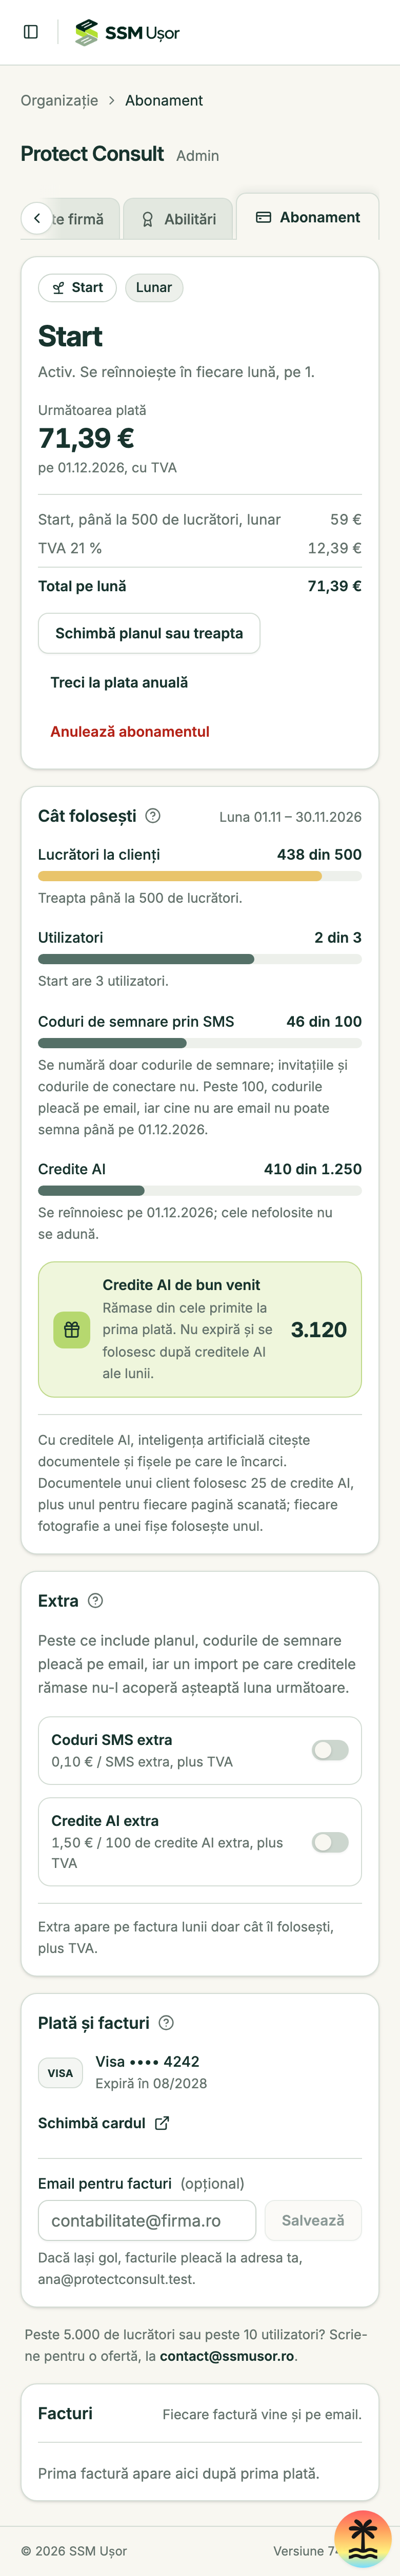 SSM Ușor
Organizație > Abonament
Protect Consult Admin
te firmă Abilități Abonament
Start Lunar
Start
Activ. Se reînnoiește în fiecare lună, pe 1.
Următoarea plată
71,39 €
pe 01.12.2026, cu TVA
Start, până la 500 de lucrători, lunar 59 €
TVA 21 % 12,39 €
Total pe lună 71,39 €
Schimbă planul sau treapta
Treci la plata anuală
Anulează abonamentul
Cât folosești Luna 01.11 – 30.11.2026
Lucrători la clienți 438 din 500
Treapta până la 500 de lucrători.
Utilizatori 2 din 3
Start are 3 utilizatori.
Coduri de semnare prin SMS 46 din 100
Se numără doar codurile de semnare; invitațiile și
codurile de conectare nu. Peste 100, codurile
pleacă pe email, iar cine nu are email nu poate
semna până pe 01.12.2026.
Credite AI 410 din 1.250
Se reînnoiesc pe 01.12.2026; cele nefolosite nu
se adună.
Credite AI de bun venit
Rămase din cele primite la
prima plată. Nu expiră și se
folosesc după creditele AI
ale lunii.
3.120
Cu creditele AI, inteligența artificială citește
documentele și fișele pe care le încarci.
Documentele unui client folosesc 25 de credite AI,
plus unul pentru fiecare pagină scanată; fiecare
fotografie a unei fișe folosește unul.
Extra
Peste ce include planul, codurile de semnare
pleacă pe email, iar un import pe care creditele
rămase nu-l acoperă așteaptă luna următoare.
Coduri SMS extra
0,10 € / SMS extra, plus TVA
Credite AI extra
1,50 € / 100 de credite AI extra, plus
TVA
Extra apare pe factura lunii doar cât îl folosești,
plus TVA.
Plată și facturi
VISA
Visa •••• 4242
Expiră în 08/2028
Schimbă cardul
Email pentru facturi (opțional)
contabilitate@firma.ro Salvează
Dacă lași gol, facturile pleacă la adresa ta,
ana@protectconsult.test.
Peste 5.000 de lucrători sau peste 10 utilizatori? Scrie-
ne pentru o ofertă, la contact@ssmusor.ro.
Facturi Fiecare factură vine și pe email.
Prima factură apare aici după prima plată.
© 2026 SSM Ușor Versiune